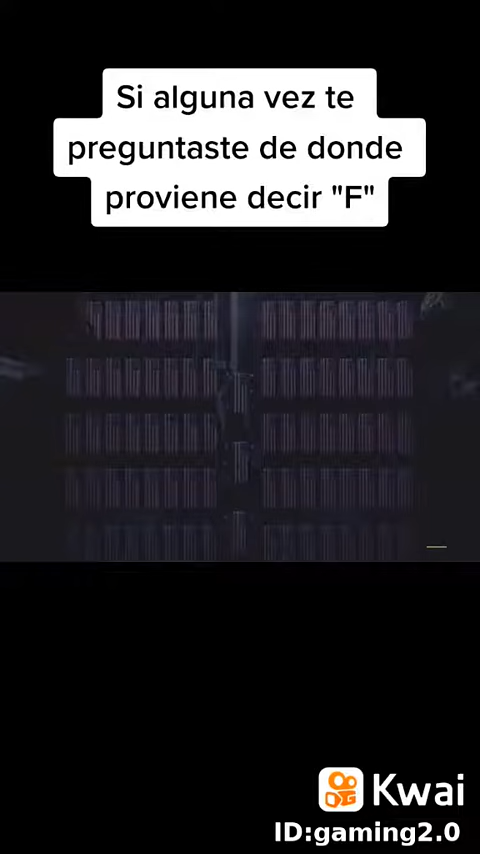 Si alguna vez te
preguntaste de donde
proviene decir "F"
Kwai
ID:gaming2.0